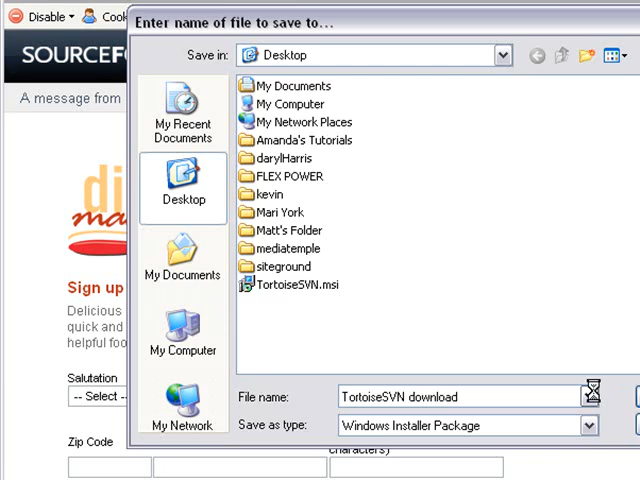 Disable
Cook
Enter name of file to save to...
SOURCEF
Save in:
Desktop
A message from
My Recent Documents
Desktop
My Documents
My Computer
My Network
My Documents
My Computer
My Network Places
Amanda's Tutorials
darylHarris
FLEX POWER
kevin
Mari York
Matt's Folder
mediatemple
siteground
TortoiseSVN.msi
di
ma
Sign up
Delicious
quick and
helpful foo
Salutation
-- Select --
File name:
TortoiseSVN download
Save as type:
Windows Installer Package
Zip Code
characters)